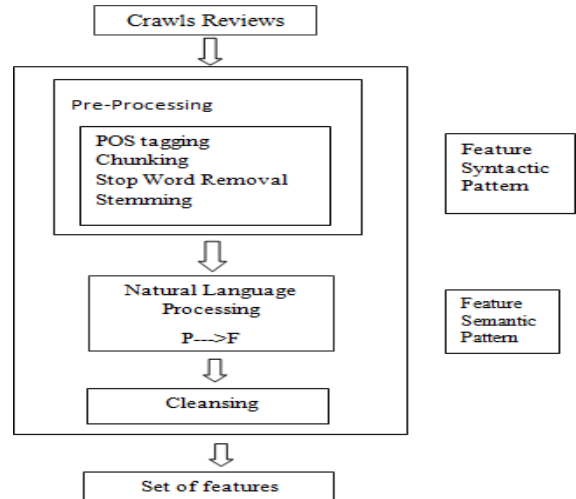 Crawls Reviews
Pre-Processing
POS tagging
Chunking
Stop Word Removal
Stemming
Feature
Syntactic
Pattern
Natural Language
Processing
P--->F
Feature
Semantic
Pattern
Cleansing
Set of features